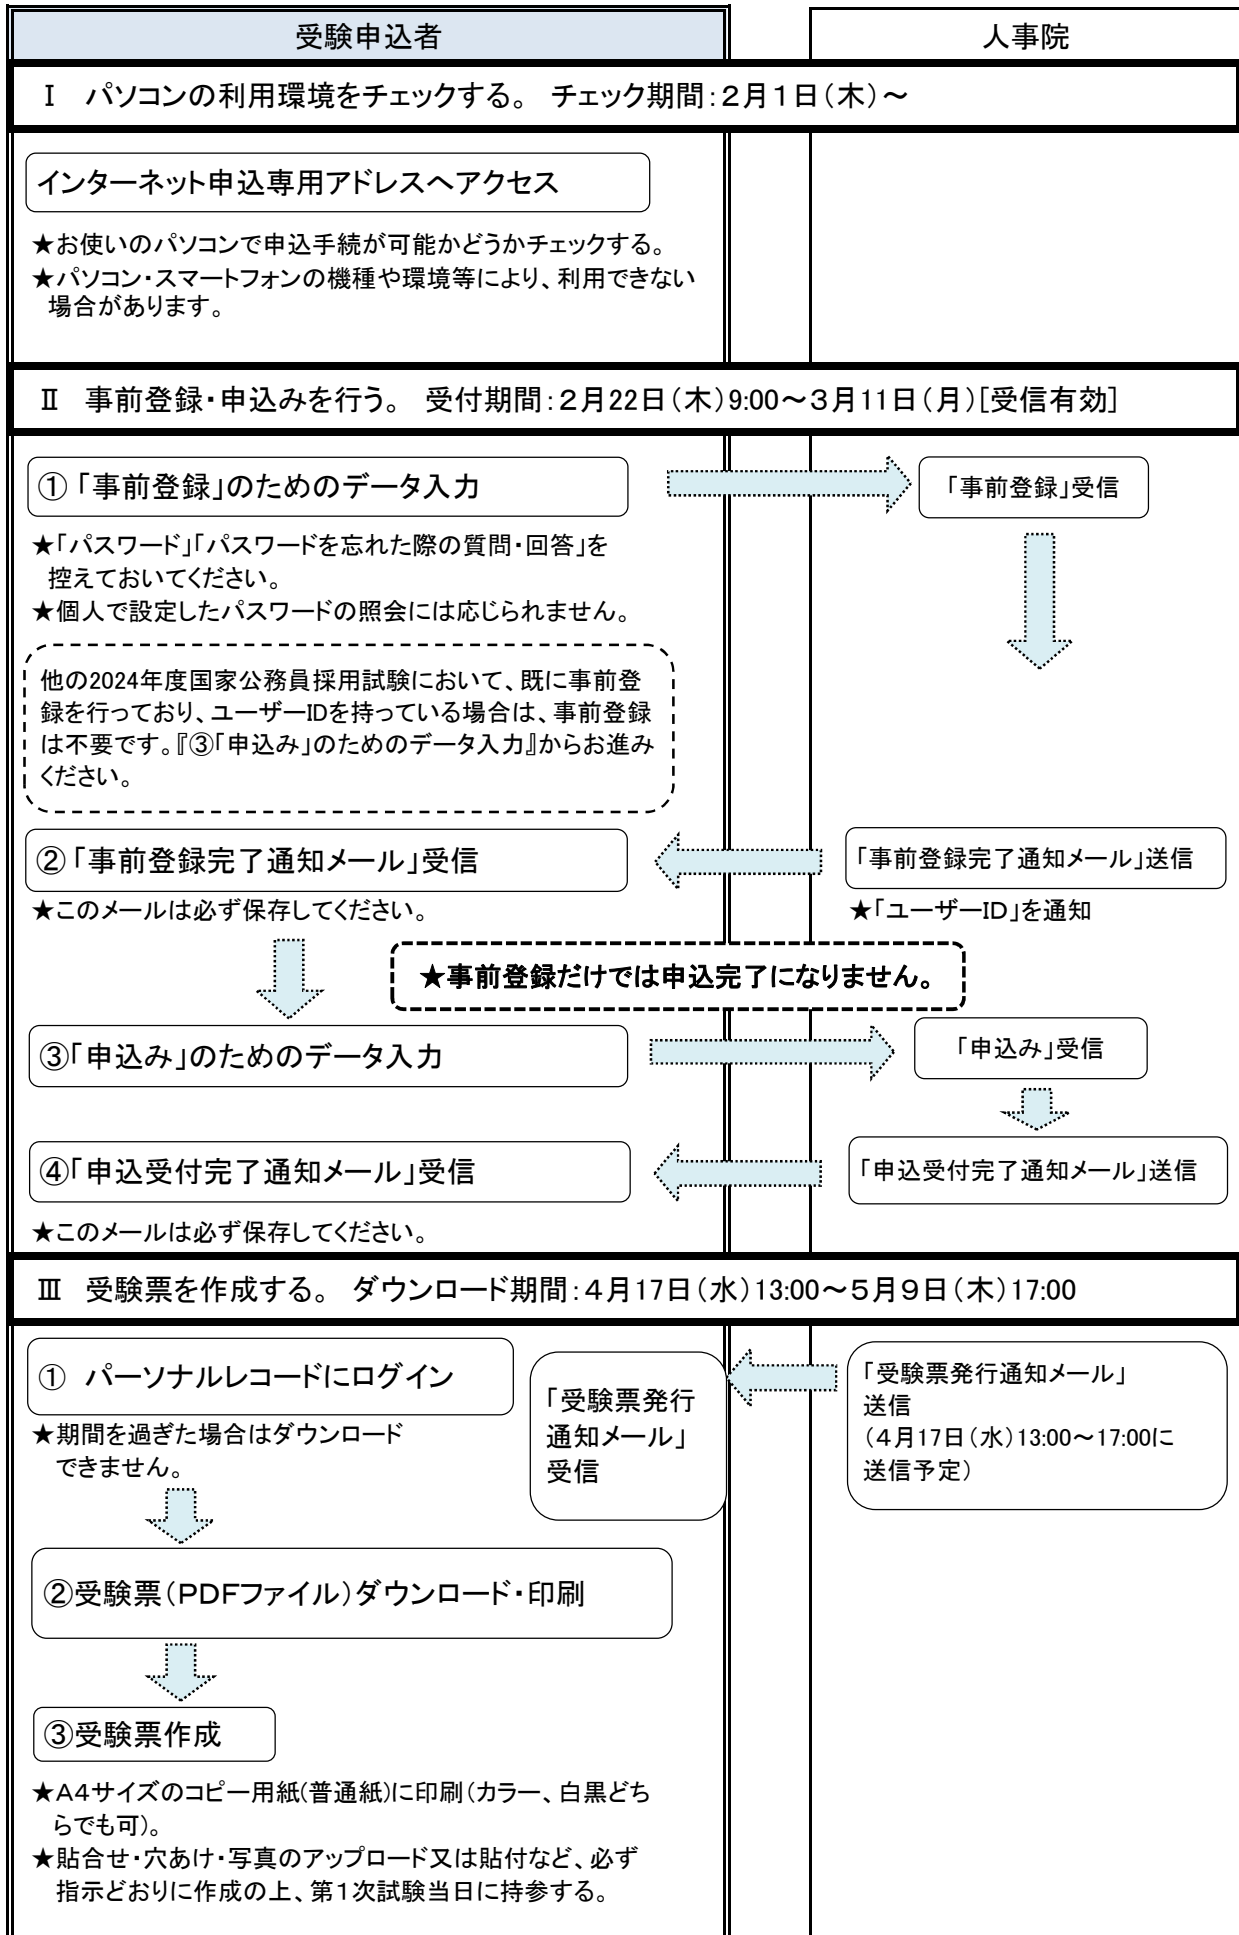 受験申込者
人事院
Ⅰ　パソコンの利用環境をチェックする。　チェック期間：２月１日（木）～
インターネット申込専用アドレスへアクセス
★お使いのパソコンで申込手続が可能かどうかチェックする。
★パソコン・スマートフォンの機種や環境等により、利用できない
場合があります。
Ⅱ　事前登録・申込みを行う。　受付期間：２月22日（木）9:00～３月11日（月）[受信有効]
①「事前登録」のためのデータ入力
「事前登録」受信
★「パスワード」「パスワードを忘れた際の質問・回答」を
控えておいてください。
★個人で設定したパスワードの照会には応じられません。
他の2024年度国家公務員採用試験において、既に事前登
録を行っており、ユーザーIDを持っている場合は、事前登録
は不要です。『③「申込み」のためのデータ入力』からお進み
ください。
②「事前登録完了通知メール」受信
「事前登録完了通知メール」送信
★このメールは必ず保存してください。
★「ユーザーＩＤ」を通知
★事前登録だけでは申込完了になりません。
③「申込み」のためのデータ入力
「申込み」受信
④「申込受付完了通知メール」受信
「申込受付完了通知メール」送信
★このメールは必ず保存してください。
Ⅲ　受験票を作成する。　ダウンロード期間：４月17日（水）13:00～５月９日（木）17:00
①　パーソナルレコードにログイン
★期間を過ぎた場合はダウンロード
できません。
「受験票発行
通知メール」
受信
「受験票発行通知メール」
送信
（４月17日（水）13:00～17:00に
送信予定）
②受験票（ＰＤＦファイル）ダウンロード・印刷
③受験票作成
★Ａ４サイズのコピー用紙(普通紙)に印刷（カラー、白黒どち
らでも可）。
★貼合せ・穴あけ・写真のアップロード又は貼付など、必ず
指示どおりに作成の上、第１次試験当日に持参する。